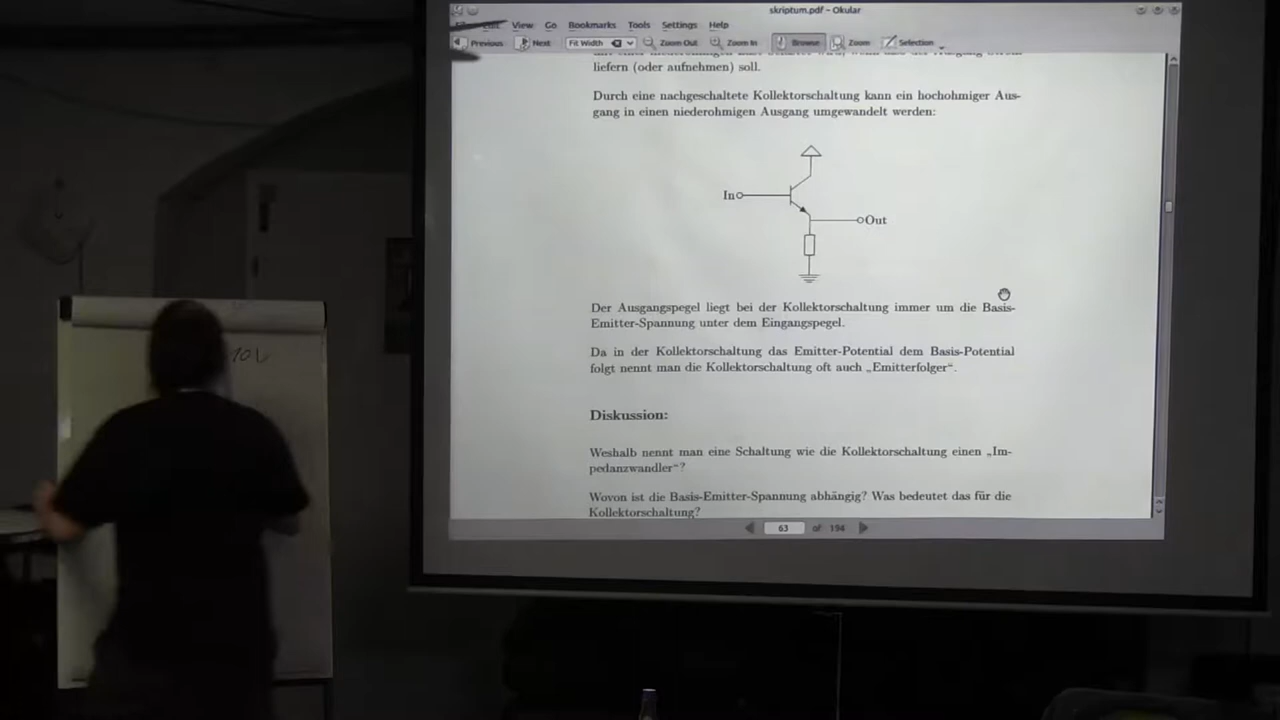 skriptum.pdf - Okular
View Go Bookmarks Tools Settings Help
Previous Next Fit Width Zoom Out Zoom In Browse Zoom Selection
liefern (oder aufnehmen) soll.
Durch eine nachgeschaltete Kollektorschaltung kann ein hochohmiger Aus-
gang in einen niederohmigen Ausgang umgewandelt werden:
In
Out
Der Ausgangspegel liegt bei der Kollektorschaltung immer um die Basis-
Emitter-Spannung unter dem Eingangspegel.
Da in der Kollektorschaltung das Emitter-Potential dem Basis-Potential
folgt nennt man die Kollektorschaltung oft auch „Emitterfolger“.
Diskussion:
Weshalb nennt man eine Schaltung wie die Kollektorschaltung einen „Im-
pedanzwandler“?
Wovon ist die Basis-Emitter-Spannung abhängig? Was bedeutet das für die
Kollektorschaltung?
63 of 194